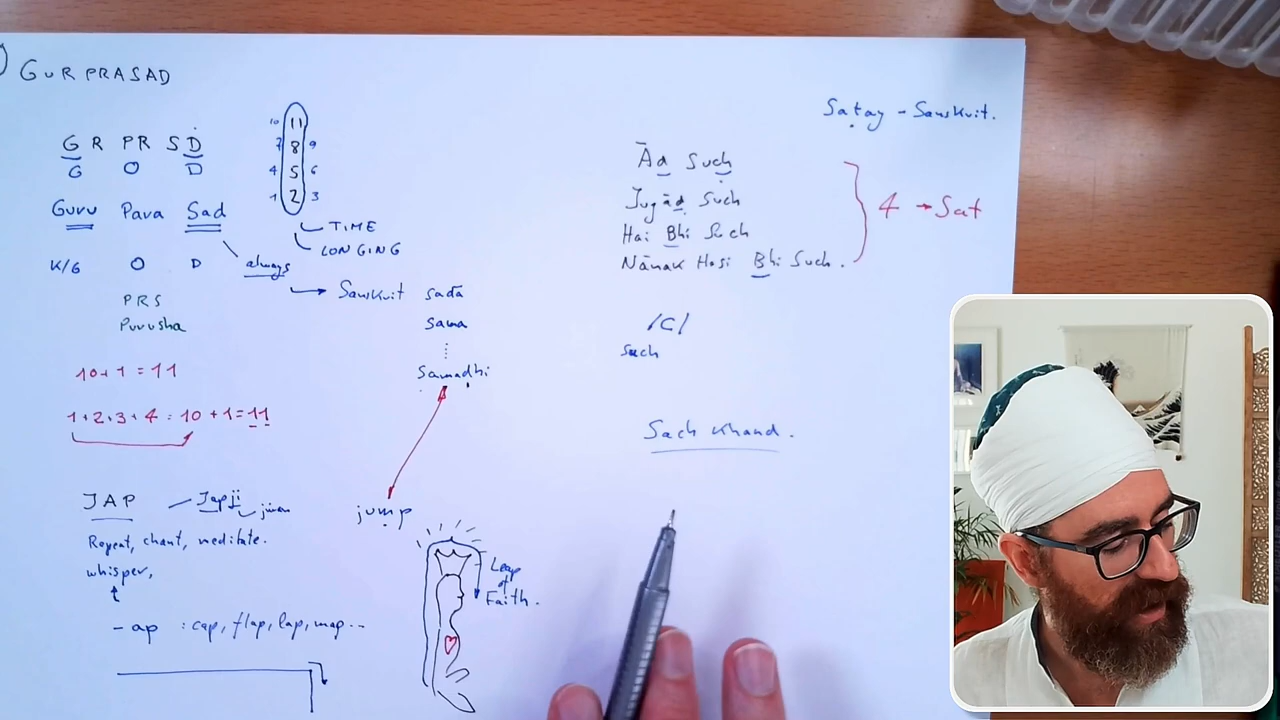 GURPRASAD
G R PR S D
G O D
Guru Para Sad
K/G O D
always
Sanskrit sada
sama
samadhi
PRS
Purusha
10+1=11
1+2+3+4=10+1=11
10 11
7 8 9
4 5 6
1 2 3
TIME
LONGING
JAP - Japji
Repeat, chant, meditate.
whisper,
-ap : cap, flap, lap, map...
jump
Leap
of
Faith.
Satay - Sanskrit.
Ād Such
Jugād Such
Hai Bhi Such
Nānak Hosi Bhi Such.
4 → Sat
/C/
such
Sach Khand.